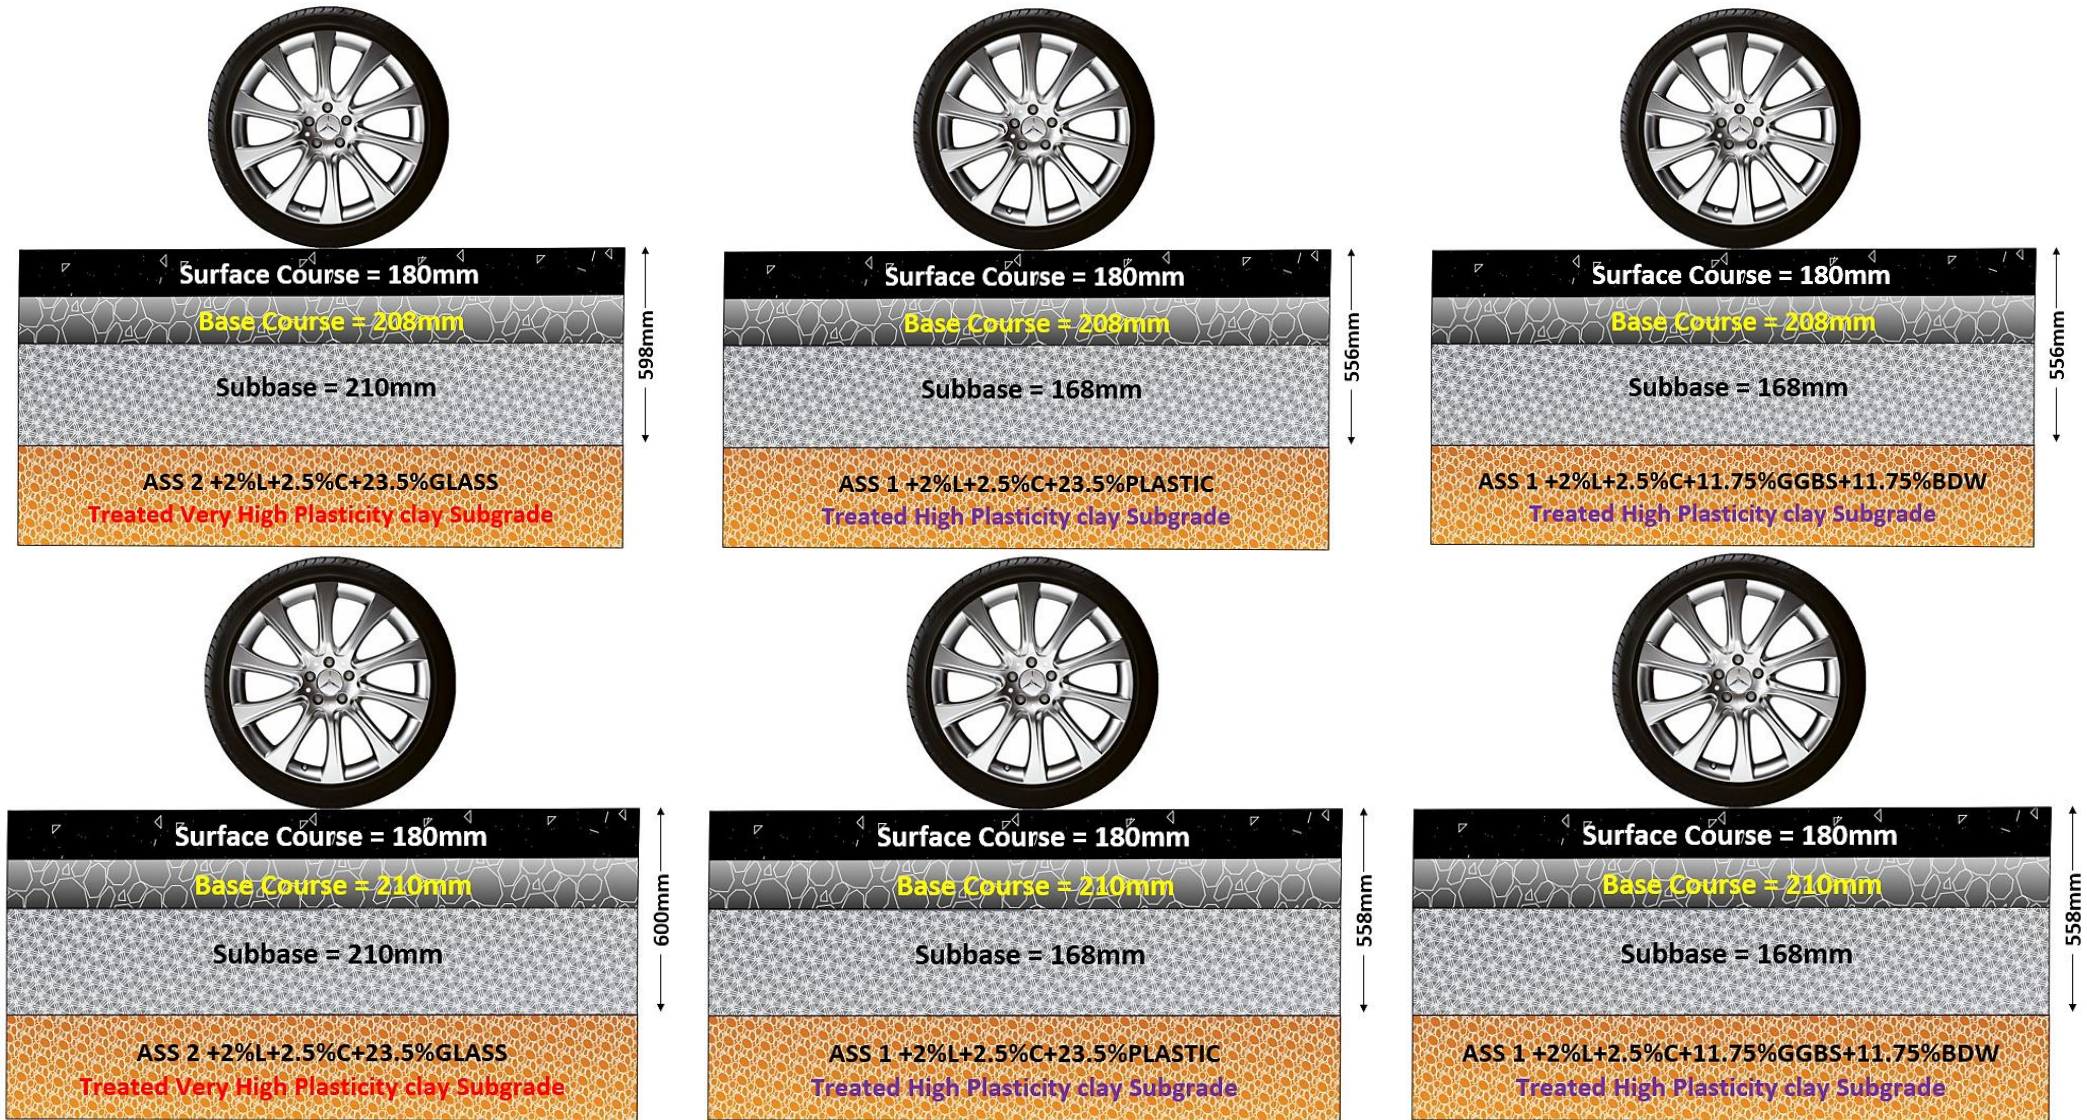 Surface Course = 180mm
Base Course = 208mm
Subbase = 210mm
598mm
ASS 2 +2%L+2.5%C+23.5%GLASS
Treated Very High Plasticity clay Subgrade
Surface Course = 180mm
Base Course = 208mm
Subbase = 168mm
556mm
ASS 1 +2%L+2.5%C+23.5%PLASTIC
Treated High Plasticity clay Subgrade
Surface Course = 180mm
Base Course = 208mm
Subbase = 168mm
556mm
ASS 1 +2%L+2.5%C+11.75%GGBS+11.75%BDW
Treated High Plasticity clay Subgrade
Surface Course = 180mm
Base Course = 210mm
Subbase = 210mm
600mm
ASS 2 +2%L+2.5%C+23.5%GLASS
Treated Very High Plasticity clay Subgrade
Surface Course = 180mm
Base Course = 210mm
Subbase = 168mm
558mm
ASS 1 +2%L+2.5%C+23.5%PLASTIC
Treated High Plasticity clay Subgrade
Surface Course = 180mm
Base Course = 210mm
Subbase = 168mm
558mm
ASS 1 +2%L+2.5%C+11.75%GGBS+11.75%BDW
Treated High Plasticity clay Subgrade